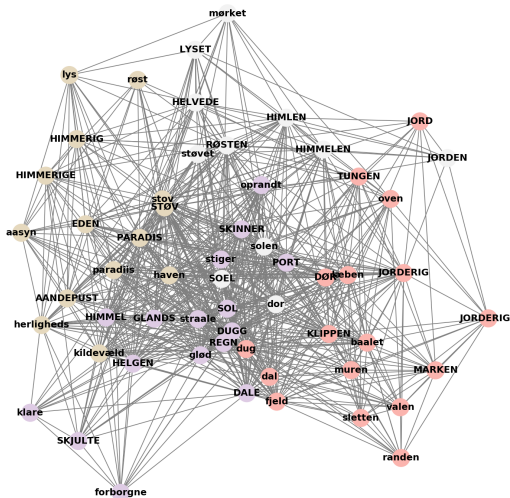 mørket
LYSET
lys
røst
HELVEDE
HIMLEN
JORD
HIMMERIG
RØSTEN
HIMMELEN
støvet
JORDEN
HIMMERIGE
TUNGEN
oprandt
stov
oven
STØV
EDEN
SKINNER
aasyn
PARADIS
solen
stiger
PORT
paradiis
haven
SOEL
DØR
læben
JORDERIG
AANDEPUST
dor
SOL
HIMMEL
GLANDS
straale
JORDERIG
herligheds
DUGG
KLIPPEN
REGN
baalet
dug
kildevæld
glød
HELGEN
muren
MARKEN
dal
DALE
fjeld
valen
klare
sletten
SKJULTE
randen
forborgne